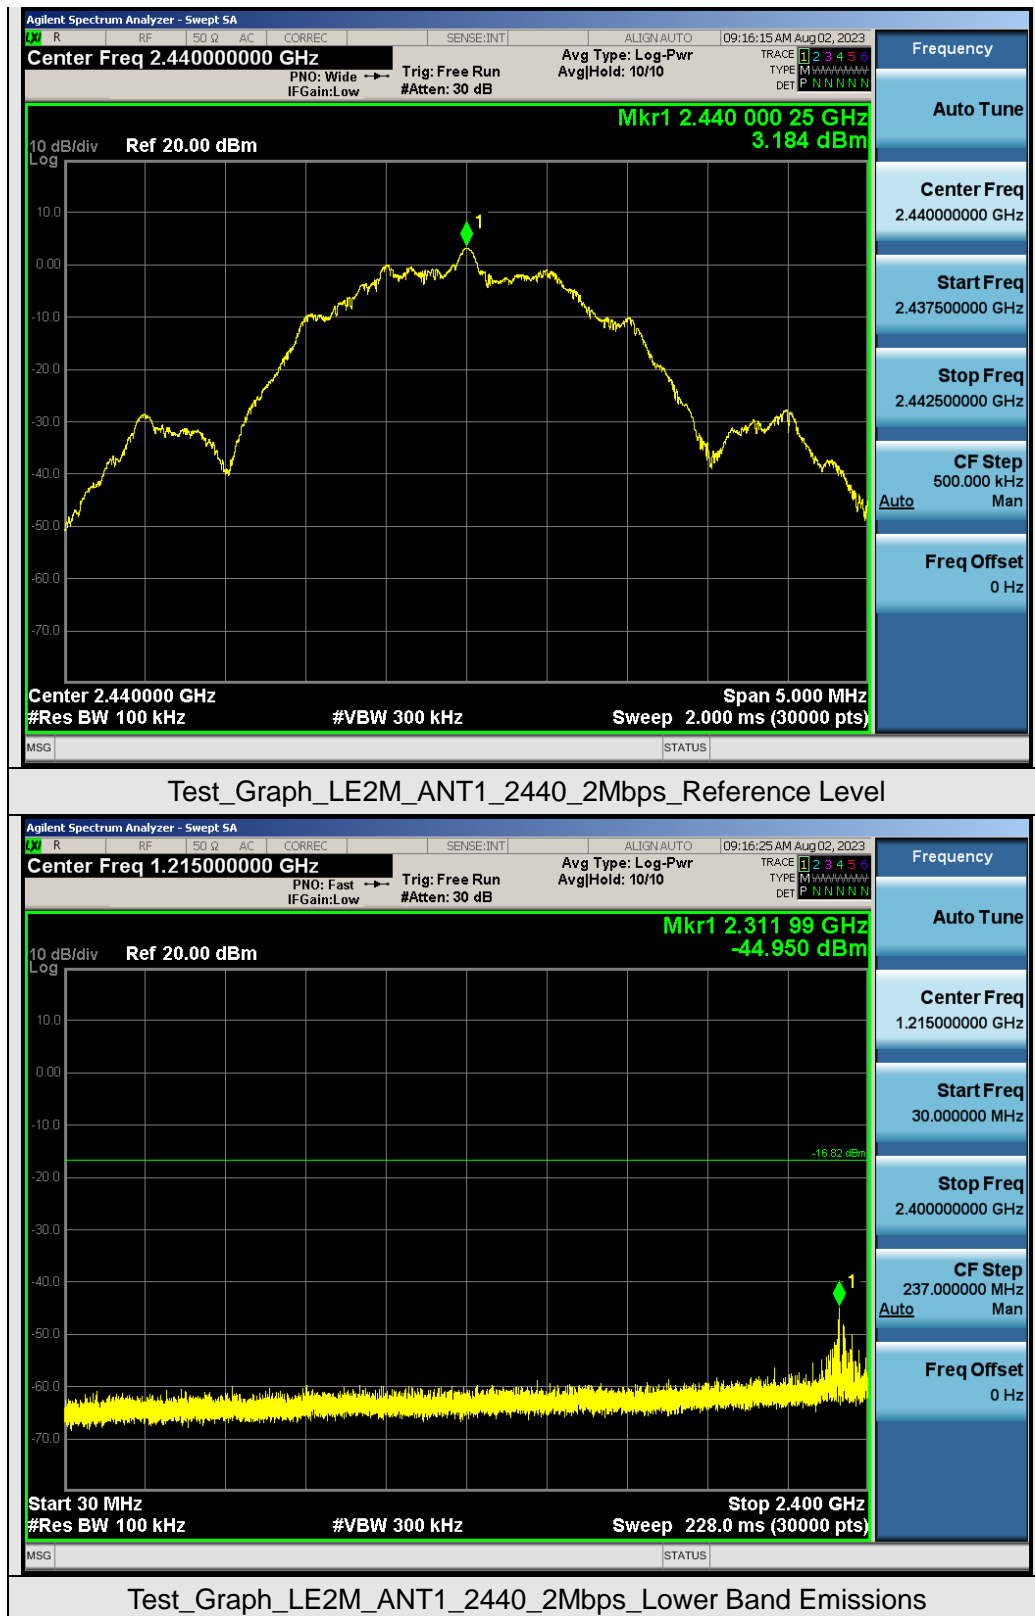 Agilent Spectrum Analyzer - Swept SA
LXI R RF 50 Ω AC CORREC SENSE:INT ALIGN AUTO 09:16:15 AM Aug 02, 2023
Center Freq 2.440000000 GHz
PNO: Wide
IFGain:Low
Trig: Free Run
#Atten: 30 dB
Avg Type: Log-Pwr
Avg|Hold: 10/10
TRACE 1 2 3 4 5 6
TYPE M
DET P N N N N N
Mkr1 2.440 000 25 GHz
3.184 dBm
10 dB/div
Log
Ref 20.00 dBm
1
10.0
0.00
-10.0
-20.0
-30.0
-40.0
-50.0
-60.0
-70.0
Center 2.440000 GHz
Span 5.000 MHz
#Res BW 100 kHz
#VBW 300 kHz
Sweep 2.000 ms (30000 pts)
MSG
STATUS
Frequency
Auto Tune
Center Freq
2.440000000 GHz
Start Freq
2.437500000 GHz
Stop Freq
2.442500000 GHz
CF Step
500.000 kHz
Auto Man
Freq Offset
0 Hz
Test_Graph_LE2M_ANT1_2440_2Mbps_Reference Level
Agilent Spectrum Analyzer - Swept SA
LXI R RF 50 Ω AC CORREC SENSE:INT ALIGN AUTO 09:16:25 AM Aug 02, 2023
Center Freq 1.215000000 GHz
PNO: Fast
IFGain:Low
Trig: Free Run
#Atten: 30 dB
Avg Type: Log-Pwr
Avg|Hold: 10/10
TRACE 1 2 3 4 5 6
TYPE M
DET P N N N N N
Mkr1 2.311 99 GHz
-44.950 dBm
10 dB/div
Log
Ref 20.00 dBm
10.0
0.00
-10.0
-16.82 dBm
-20.0
-30.0
-40.0
1
-50.0
-60.0
-70.0
Start 30 MHz
Stop 2.400 GHz
#Res BW 100 kHz
#VBW 300 kHz
Sweep 228.0 ms (30000 pts)
MSG
STATUS
Frequency
Auto Tune
Center Freq
1.215000000 GHz
Start Freq
30.000000 MHz
Stop Freq
2.400000000 GHz
CF Step
237.000000 MHz
Auto Man
Freq Offset
0 Hz
Test_Graph_LE2M_ANT1_2440_2Mbps_Lower Band Emissions